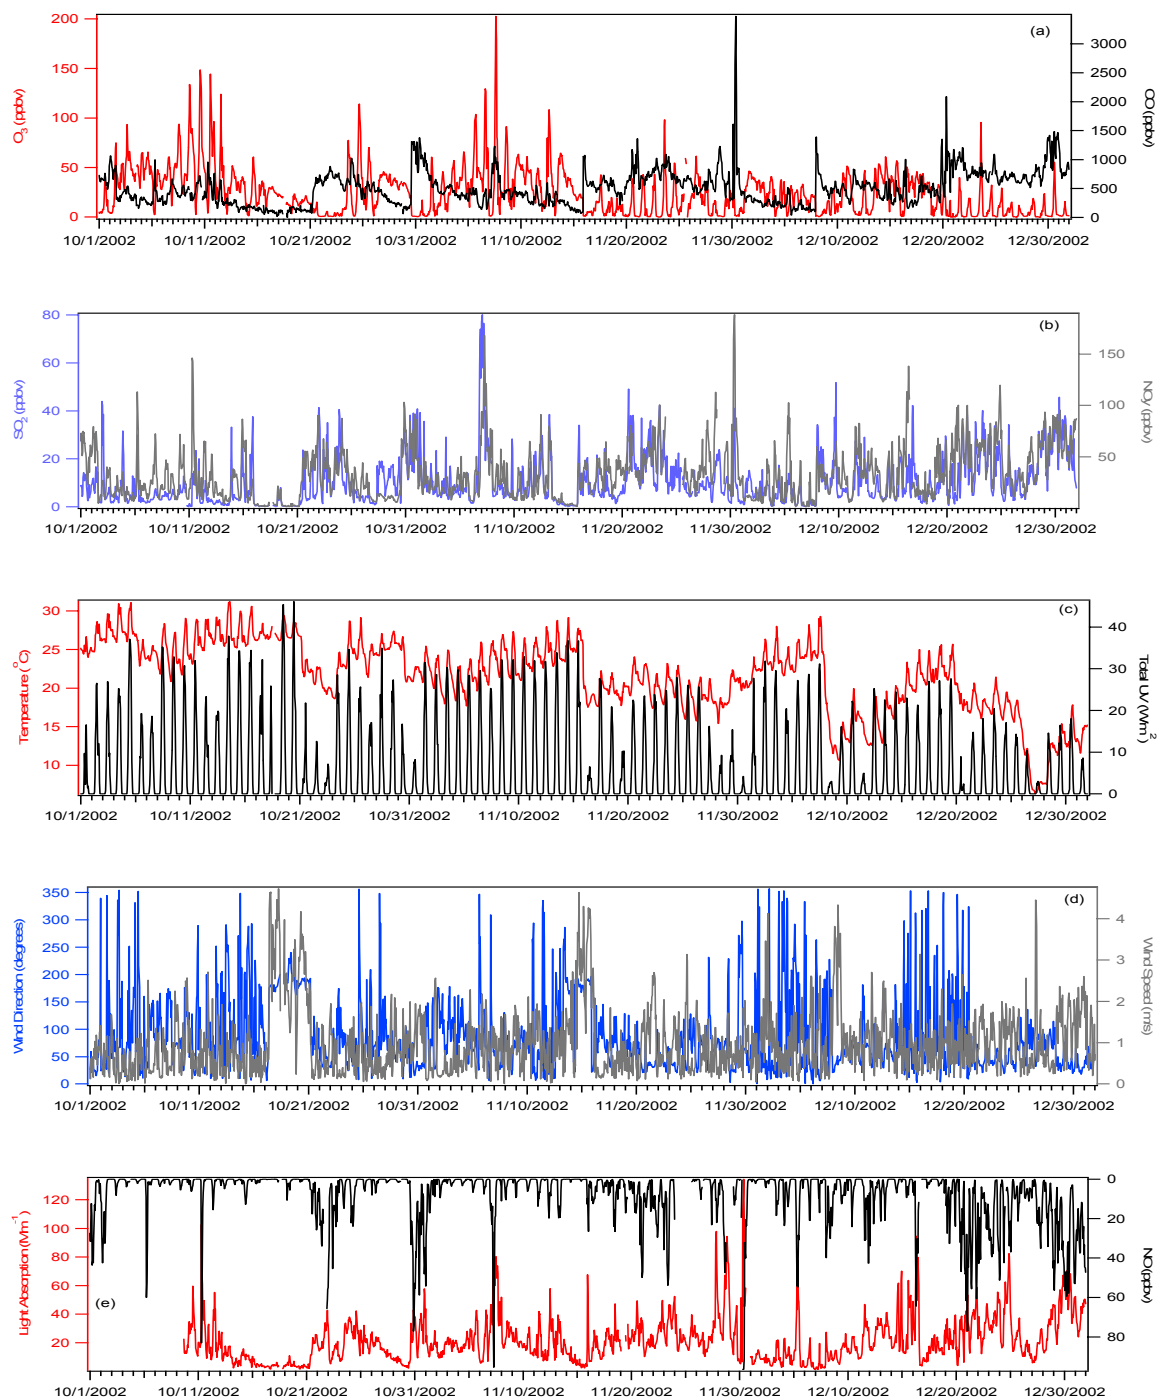 (a)
O3 (ppbv)
200
150
100
50
0
CO (ppbv)
3000
2500
2000
1500
1000
500
0
10/1/2002 10/11/2002 10/21/2002 10/31/2002 11/10/2002 11/20/2002 11/30/2002 12/10/2002 12/20/2002 12/30/2002
(b)
SO2 (ppbv)
80
60
40
20
0
NOy (ppbv)
150
100
50
10/1/2002 10/11/2002 10/21/2002 10/31/2002 11/10/2002 11/20/2002 11/30/2002 12/10/2002 12/20/2002 12/30/2002
(c)
Temperature (°C)
30
25
20
15
10
Total UV (Wm2)
40
30
20
10
0
10/1/2002 10/11/2002 10/21/2002 10/31/2002 11/10/2002 11/20/2002 11/30/2002 12/10/2002 12/20/2002 12/30/2002
(d)
Wind Direction (degrees)
350
300
250
200
150
100
50
0
Wind Speed (m/s)
4
3
2
1
0
10/1/2002 10/11/2002 10/21/2002 10/31/2002 11/10/2002 11/20/2002 11/30/2002 12/10/2002 12/20/2002 12/30/2002
(e)
Light Absorption (Mm-1)
120
100
80
60
40
20
NO (ppbv)
0
20
40
60
80
10/1/2002 10/11/2002 10/21/2002 10/31/2002 11/10/2002 11/20/2002 11/30/2002 12/10/2002 12/20/2002 12/30/2002